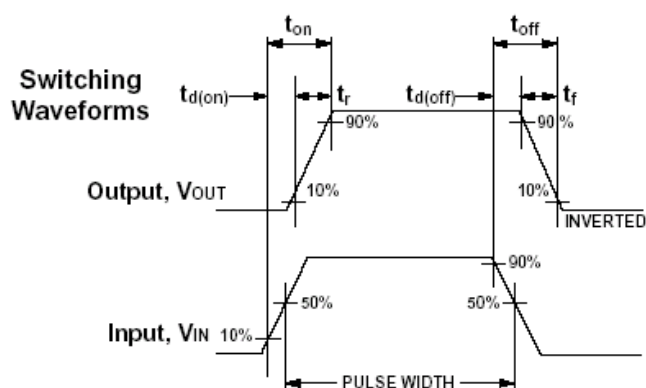 ton
toff
Switching
Waveforms
td(on)
tr
td(off)
tf
90%
90%
Output, VOUT
10%
10%
INVERTED
90%
50%
50%
Input, VIN
10%
PULSE WIDTH